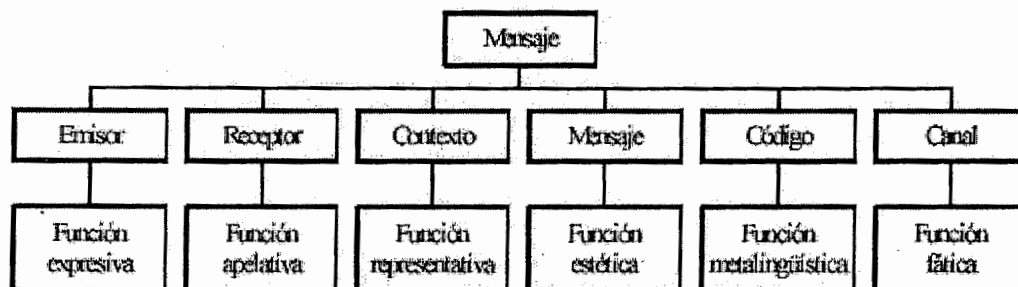 Mensaje
Emisor Receptor Contexto Mensaje Código Canal
Función Función Función Función Función Función
expresiva apelativa representativa estética metalingüística fática